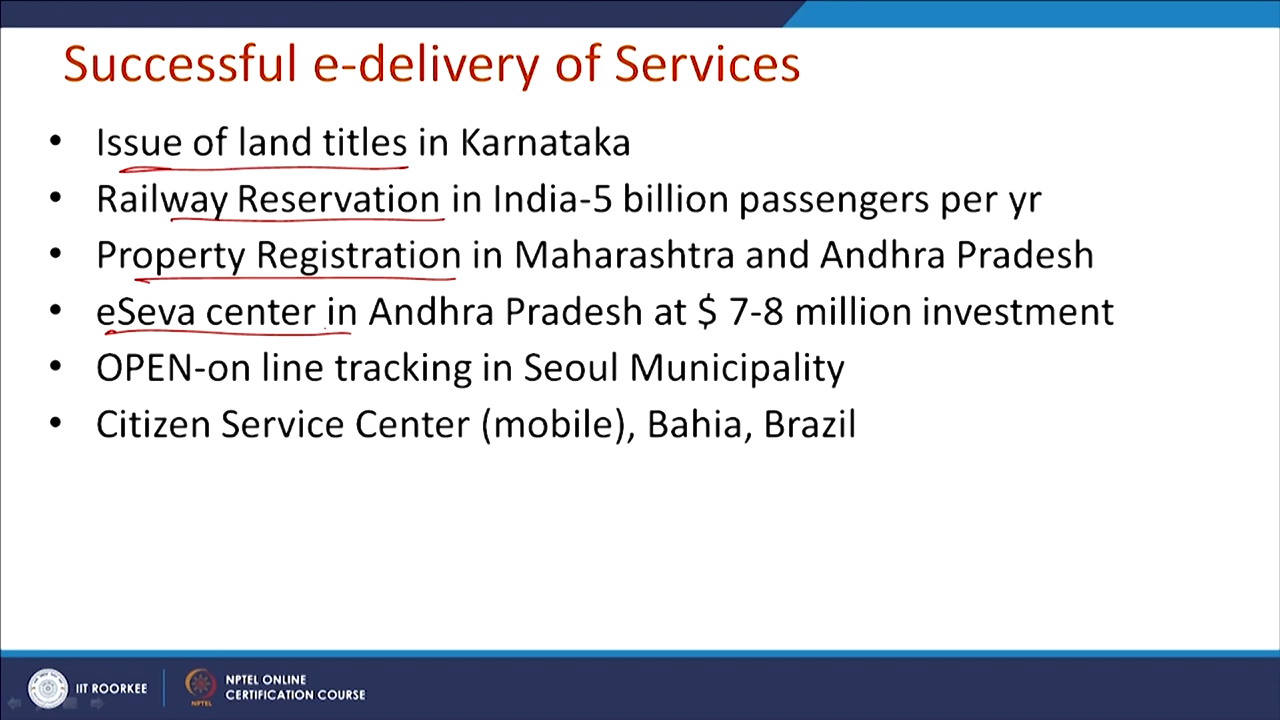 Successful e-delivery of Services
• Issue of land titles in Karnataka
• Railway Reservation in India-5 billion passengers per yr
• Property Registration in Maharashtra and Andhra Pradesh
• eSeva center in Andhra Pradesh at $ 7-8 million investment
• OPEN-on line tracking in Seoul Municipality
• Citizen Service Center (mobile), Bahia, Brazil
IIT ROORKEE
NPTEL
NPTEL ONLINE
CERTIFICATION COURSE